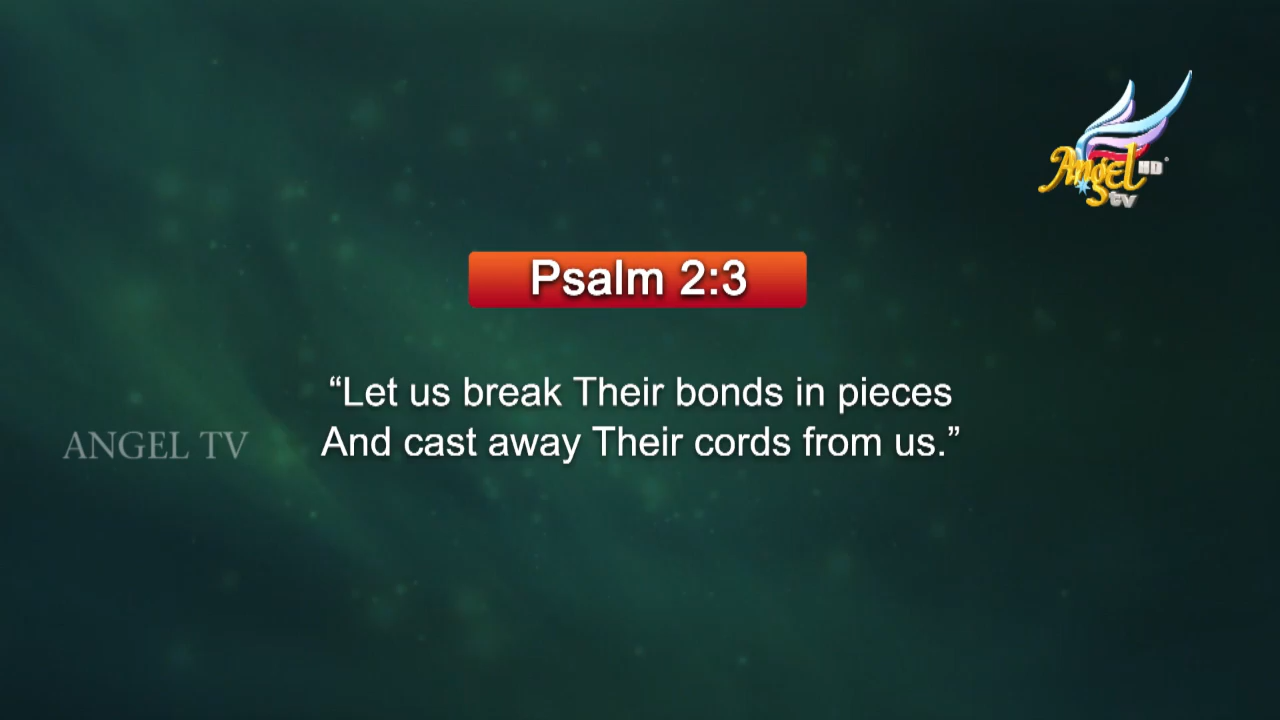 Angel HD
tv
Psalm 2:3
“Let us break Their bonds in pieces
ANGEL TV
And cast away Their cords from us.”